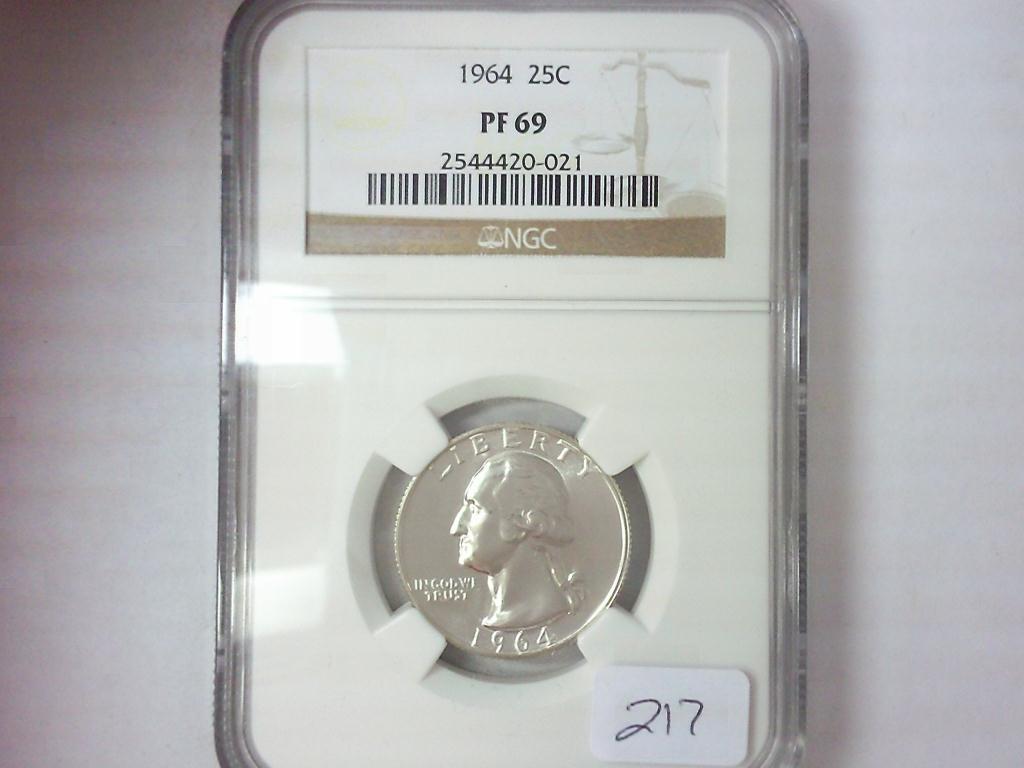 1964 25C
PF 69
2544420-021
NGC
LIBERTY
IN GOD WE
TRUST
1964
217